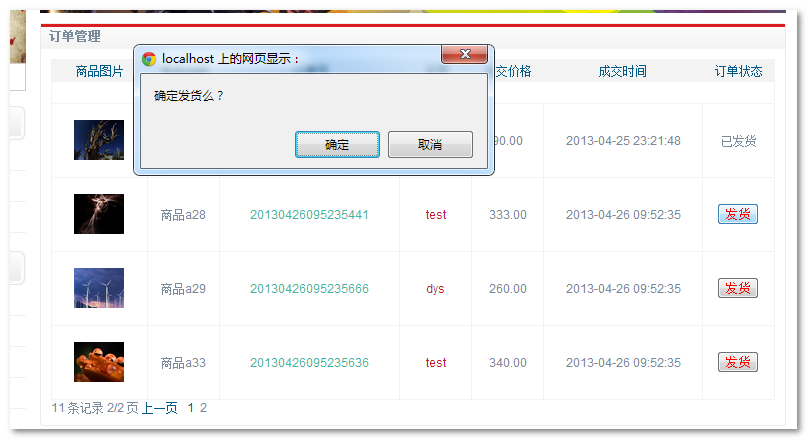 订单管理
localhost 上的网页显示：
确定发货么？
确定 取消
商品图片 交价格 成交时间 订单状态
90.00 2013-04-25 23:21:48 已发货
商品a28 20130426095235441 test 333.00 2013-04-26 09:52:35 发货
商品a29 20130426095235666 dys 260.00 2013-04-26 09:52:35 发货
商品a33 20130426095235636 test 340.00 2013-04-26 09:52:35 发货
11 条记录 2/2 页 上一页 1 2